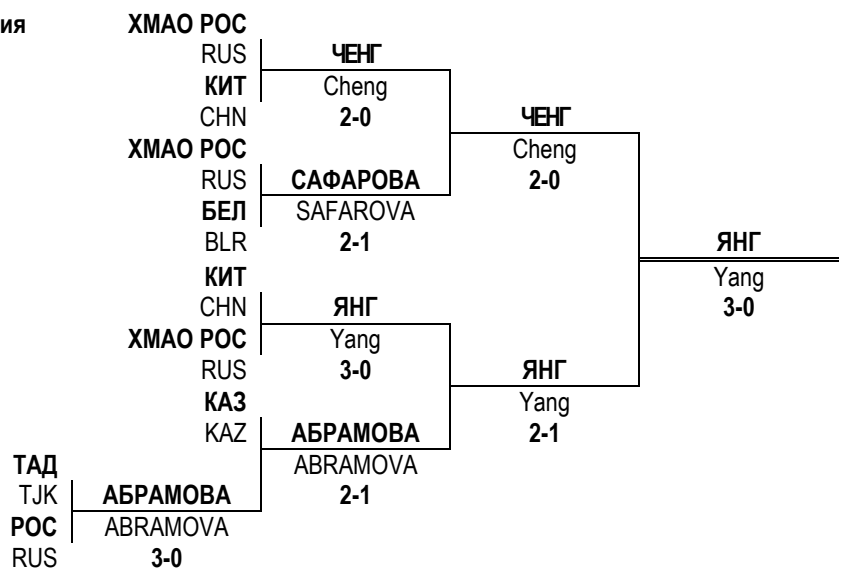 ия ХМАО РОС
RUS ЧЕНГ
КИТ Cheng
CHN 2-0 ЧЕНГ
ХМАО РОС Cheng
RUS САФАРОВА 2-0
БЕЛ SAFAROVA
BLR 2-1 ЯНГ
КИТ Yang
CHN ЯНГ 3-0
ХМАО РОС Yang
RUS 3-0 ЯНГ
КАЗ Yang
KAZ АБРАМОВА 2-1
ТАД ABRAMOVA
TJK АБРАМОВА 2-1
РОС ABRAMOVA
RUS 3-0